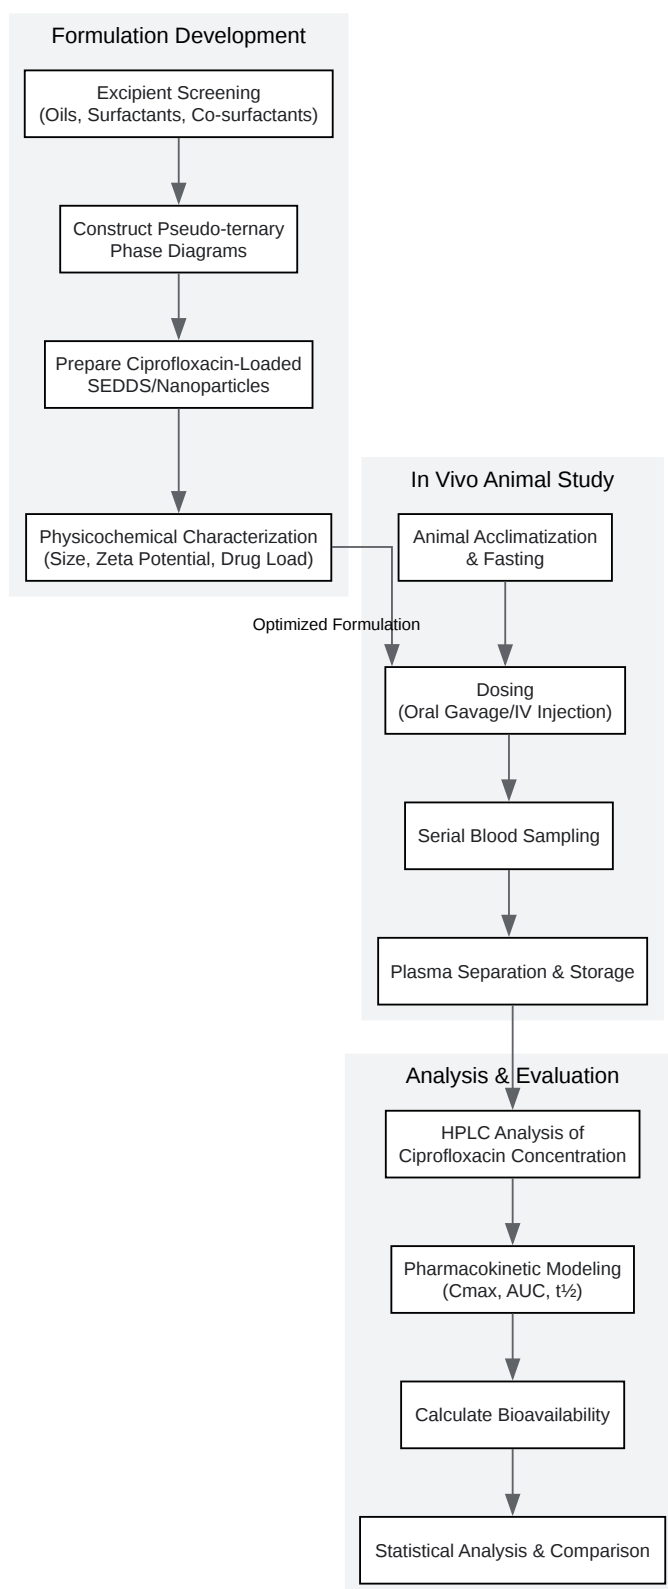 Formulation Development
Excipient Screening
(Oils, Surfactants, Co-surfactants)
Construct Pseudo-ternary
Phase Diagrams
Prepare Ciprofloxacin-Loaded
SEDDS/Nanoparticles
Physicochemical Characterization
(Size, Zeta Potential, Drug Load)
Optimized Formulation
In Vivo Animal Study
Animal Acclimatization
& Fasting
Dosing
(Oral Gavage/IV Injection)
Serial Blood Sampling
Plasma Separation & Storage
Analysis & Evaluation
HPLC Analysis of
Ciprofloxacin Concentration
Pharmacokinetic Modeling
(Cmax, AUC, t½)
Calculate Bioavailability
Statistical Analysis & Comparison